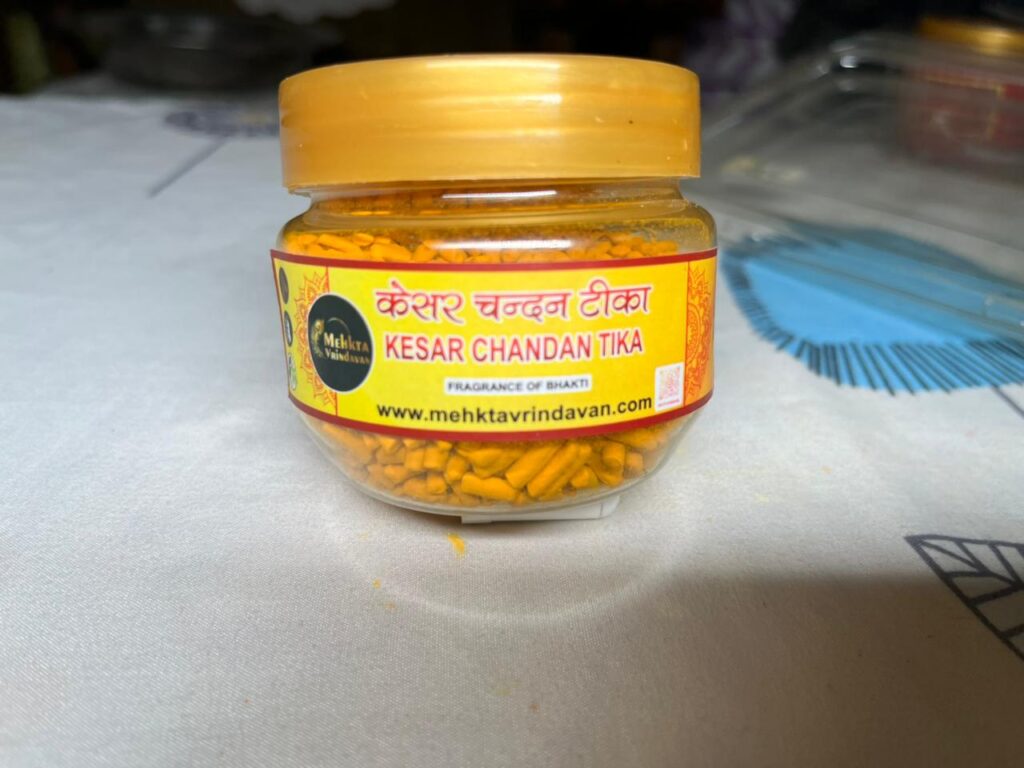 केसर चन्दन टीका
KESAR CHANDAN TIKA
MEHKTA
VRINDAVAN
FRAGRANCE OF BHAKTI
www.mehktavrindavan.com